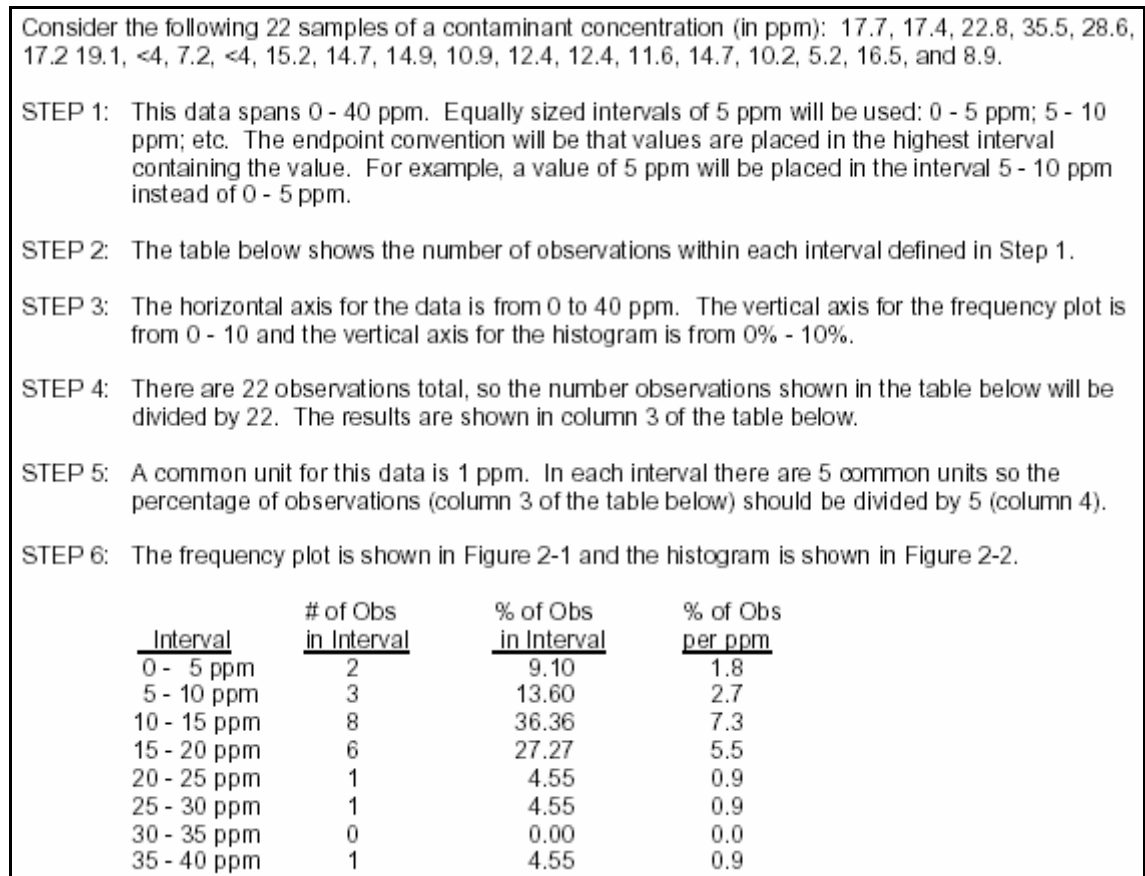 Consider the following 22 samples of a contaminant concentration (in ppm): 17.7, 17.4, 22.8, 35.5, 28.6,
17.2 19.1, <4, 7.2, <4, 15.2, 14.7, 14.9, 10.9, 12.4, 12.4, 11.6, 14.7, 10.2, 5.2, 16.5, and 8.9.
STEP 1: This data spans 0 - 40 ppm. Equally sized intervals of 5 ppm will be used: 0 - 5 ppm; 5 - 10
ppm; etc. The endpoint convention will be that values are placed in the highest interval
containing the value. For example, a value of 5 ppm will be placed in the interval 5 - 10 ppm
instead of 0 - 5 ppm.
STEP 2: The table below shows the number of observations within each interval defined in Step 1.
STEP 3: The horizontal axis for the data is from 0 to 40 ppm. The vertical axis for the frequency plot is
from 0 - 10 and the vertical axis for the histogram is from 0% - 10%.
STEP 4: There are 22 observations total, so the number observations shown in the table below will be
divided by 22. The results are shown in column 3 of the table below.
STEP 5: A common unit for this data is 1 ppm. In each interval there are 5 common units so the
percentage of observations (column 3 of the table below) should be divided by 5 (column 4).
STEP 6: The frequency plot is shown in Figure 2-1 and the histogram is shown in Figure 2-2.
# of Obs % of Obs % of Obs
Interval in Interval in Interval per ppm
0 - 5 ppm 2 9.10 1.8
5 - 10 ppm 3 13.60 2.7
10 - 15 ppm 8 36.36 7.3
15 - 20 ppm 6 27.27 5.5
20 - 25 ppm 1 4.55 0.9
25 - 30 ppm 1 4.55 0.9
30 - 35 ppm 0 0.00 0.0
35 - 40 ppm 1 4.55 0.9